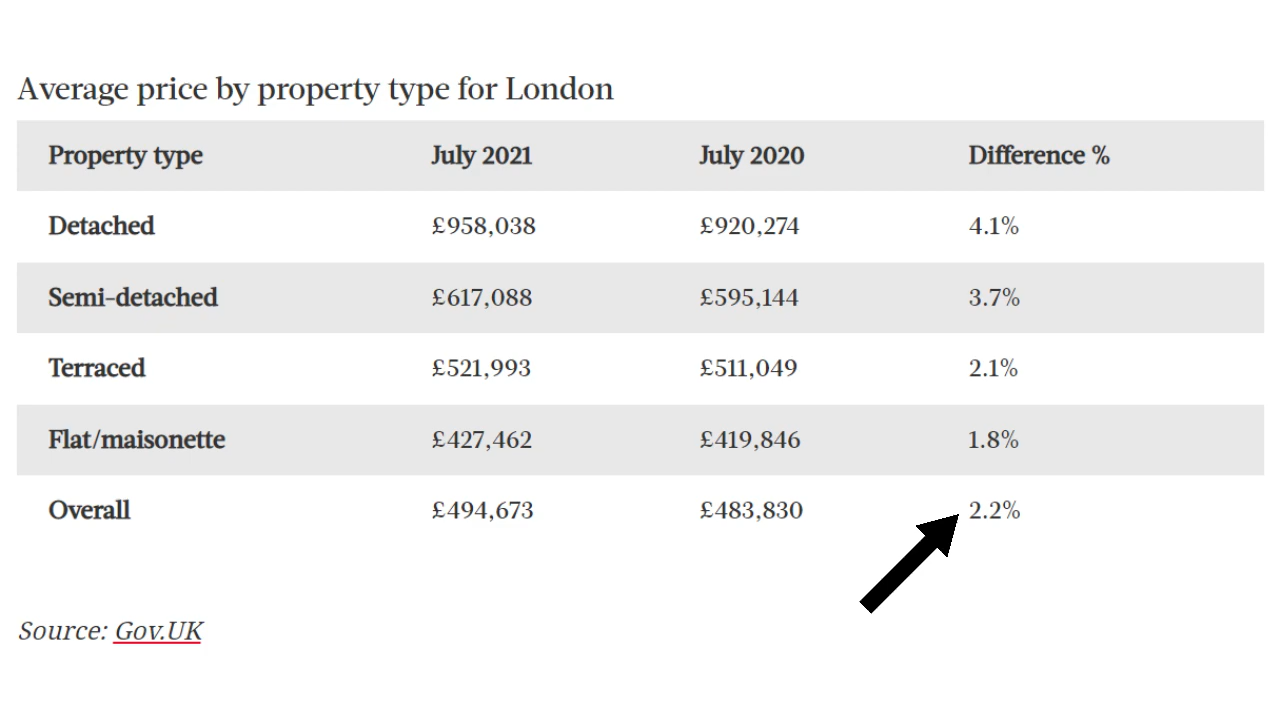 Average price by property type for London
Property type July 2021 July 2020 Difference %
Detached £958,038 £920,274 4.1%
Semi-detached £617,088 £595,144 3.7%
Terraced £521,993 £511,049 2.1%
Flat/maisonette £427,462 £419,846 1.8%
Overall £494,673 £483,830 2.2%
Source: Gov.UK